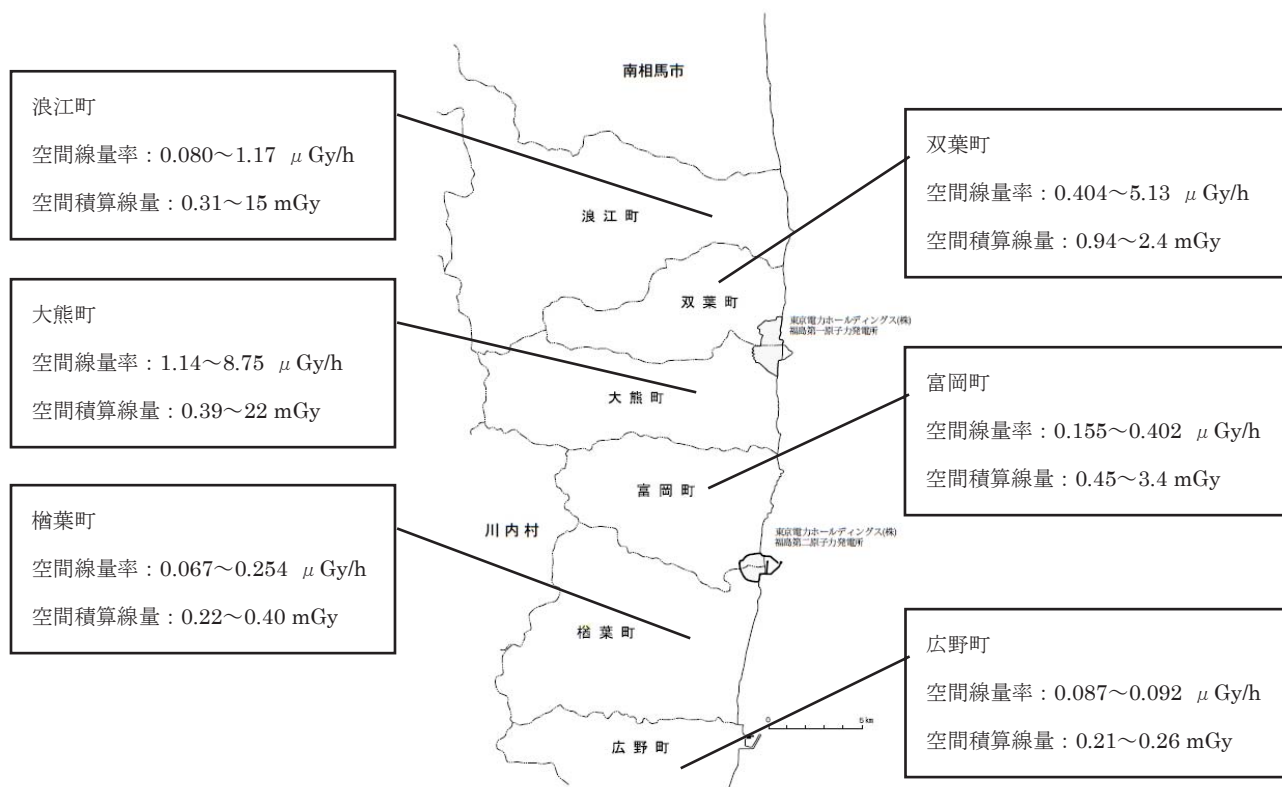 南相馬市
浪江町
空間線量率：0.080～1.17 μGy/h
空間積算線量：0.31～15 mGy
双葉町
空間線量率：0.404～5.13 μGy/h
空間積算線量：0.94～2.4 mGy
浪江町
大熊町
空間線量率：1.14～8.75 μGy/h
空間積算線量：0.39～22 mGy
双葉町
東京電力ホールディングス(株)
福島第一原子力発電所
大熊町
富岡町
空間線量率：0.155～0.402 μGy/h
空間積算線量：0.45～3.4 mGy
富岡町
楢葉町
空間線量率：0.067～0.254 μGy/h
空間積算線量：0.22～0.40 mGy
川内村
東京電力ホールディングス(株)
福島第二原子力発電所
楢葉町
広野町
空間線量率：0.087～0.092 μGy/h
空間積算線量：0.21～0.26 mGy
0 5km
広野町